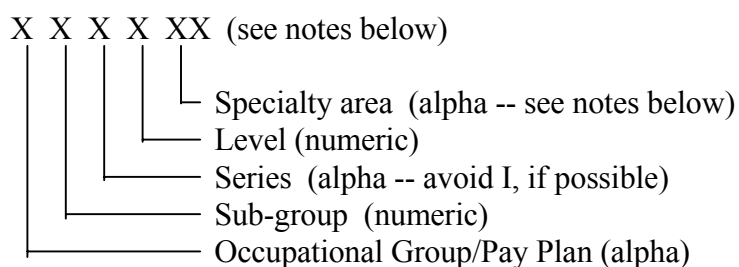 X X X X XX (see notes below)
Specialty area (alpha -- see notes below)
Level (numeric)
Series (alpha -- avoid I, if possible)
Sub-group (numeric)
Occupational Group/Pay Plan (alpha)